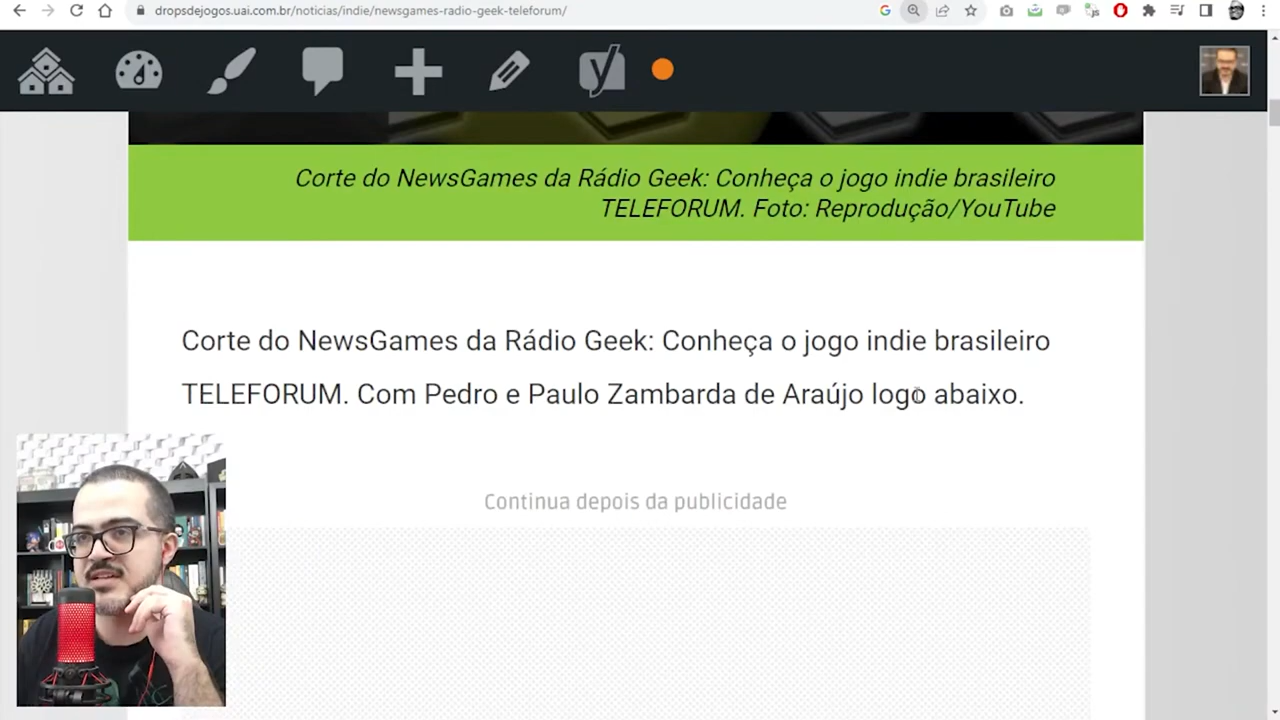 dropsdejogos.uai.com.br/noticias/indie/newsgames-radio-geek-teleforum/
Corte do NewsGames da Rádio Geek: Conheça o jogo indie brasileiro
TELEFORUM. Foto: Reprodução/YouTube
Corte do NewsGames da Rádio Geek: Conheça o jogo indie brasileiro
TELEFORUM. Com Pedro e Paulo Zambarda de Araújo logo abaixo.
Continua depois da publicidade